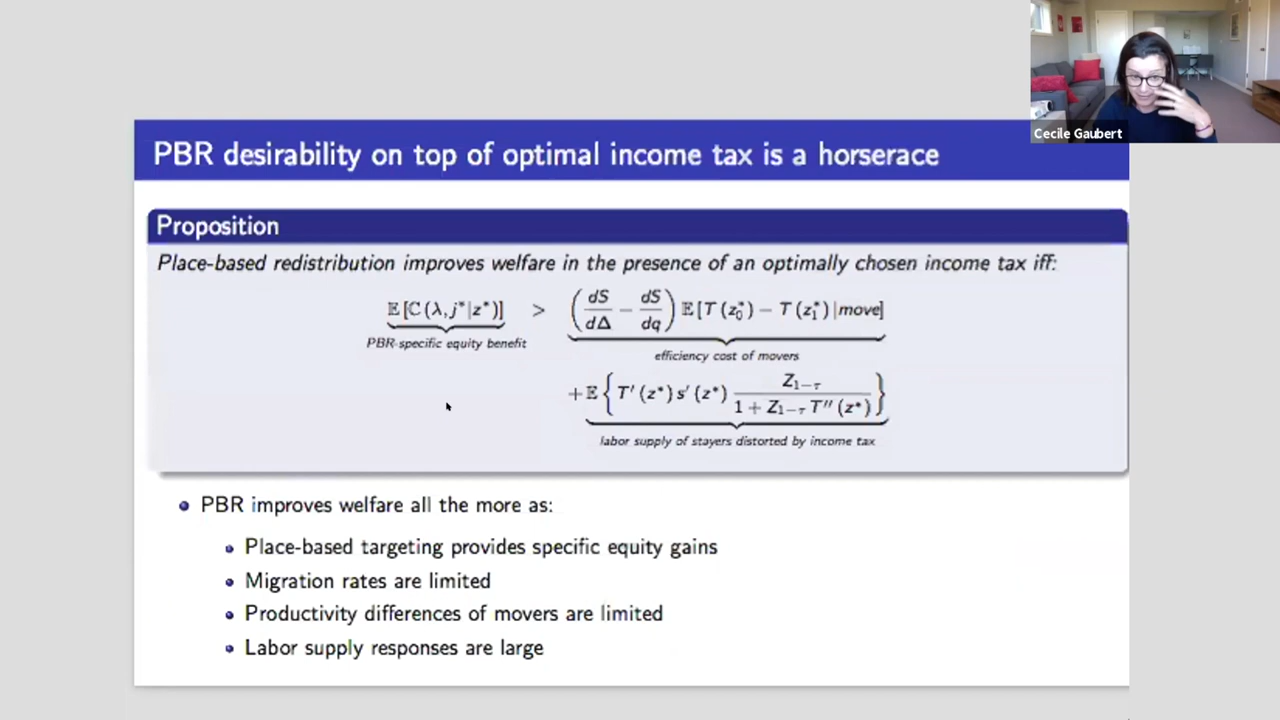 Cecile Gaubert
PBR desirability on top of optimal income tax is a horserace
Proposition
Place-based redistribution improves welfare in the presence of an optimally chosen income tax iff:
𝔼[ℂ(λ, j*|z*)] > (dS/dΔ − dS/dq) 𝔼[T(z₀*) − T(z₁*)|move]
PBR-specific equity benefit
efficiency cost of movers
+𝔼{T′(z*) s′(z*) Z₁₋τ / (1 + Z₁₋τ T″(z*))}
labor supply of stayers distorted by income tax
• PBR improves welfare all the more as:
• Place-based targeting provides specific equity gains
• Migration rates are limited
• Productivity differences of movers are limited
• Labor supply responses are large